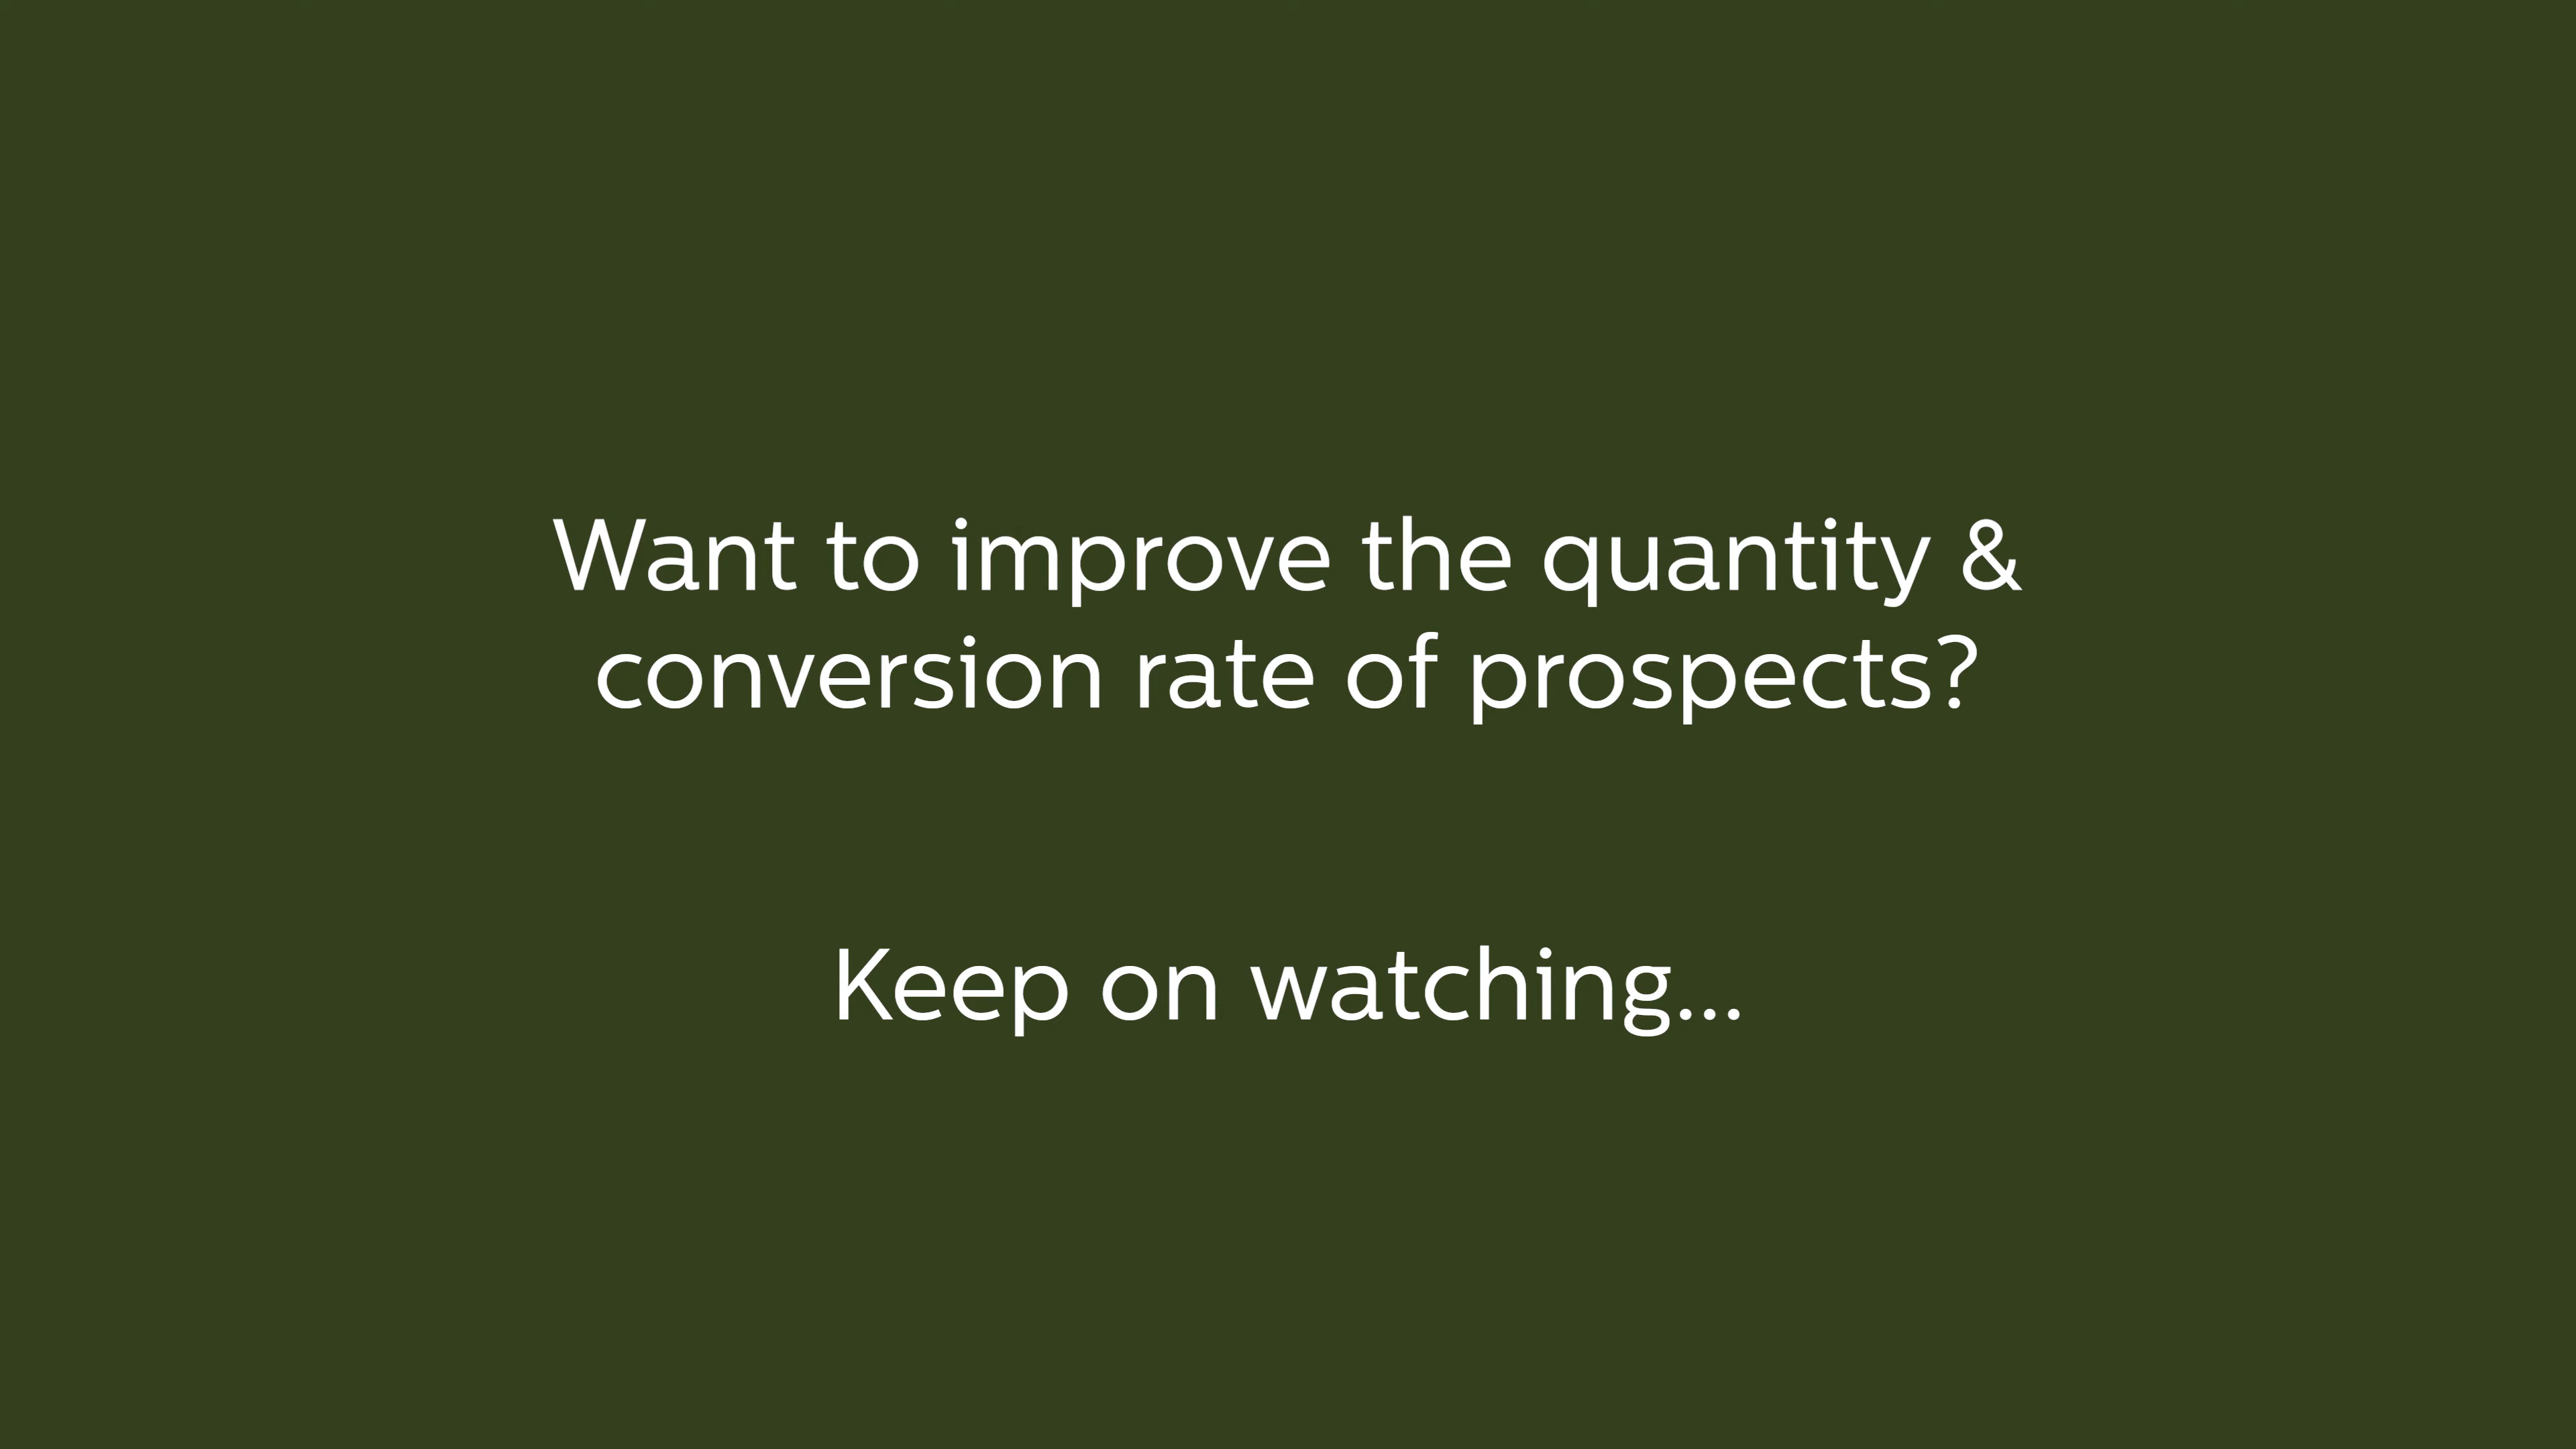 Want to improve the quantity &
conversion rate of prospects?
Keep on watching...